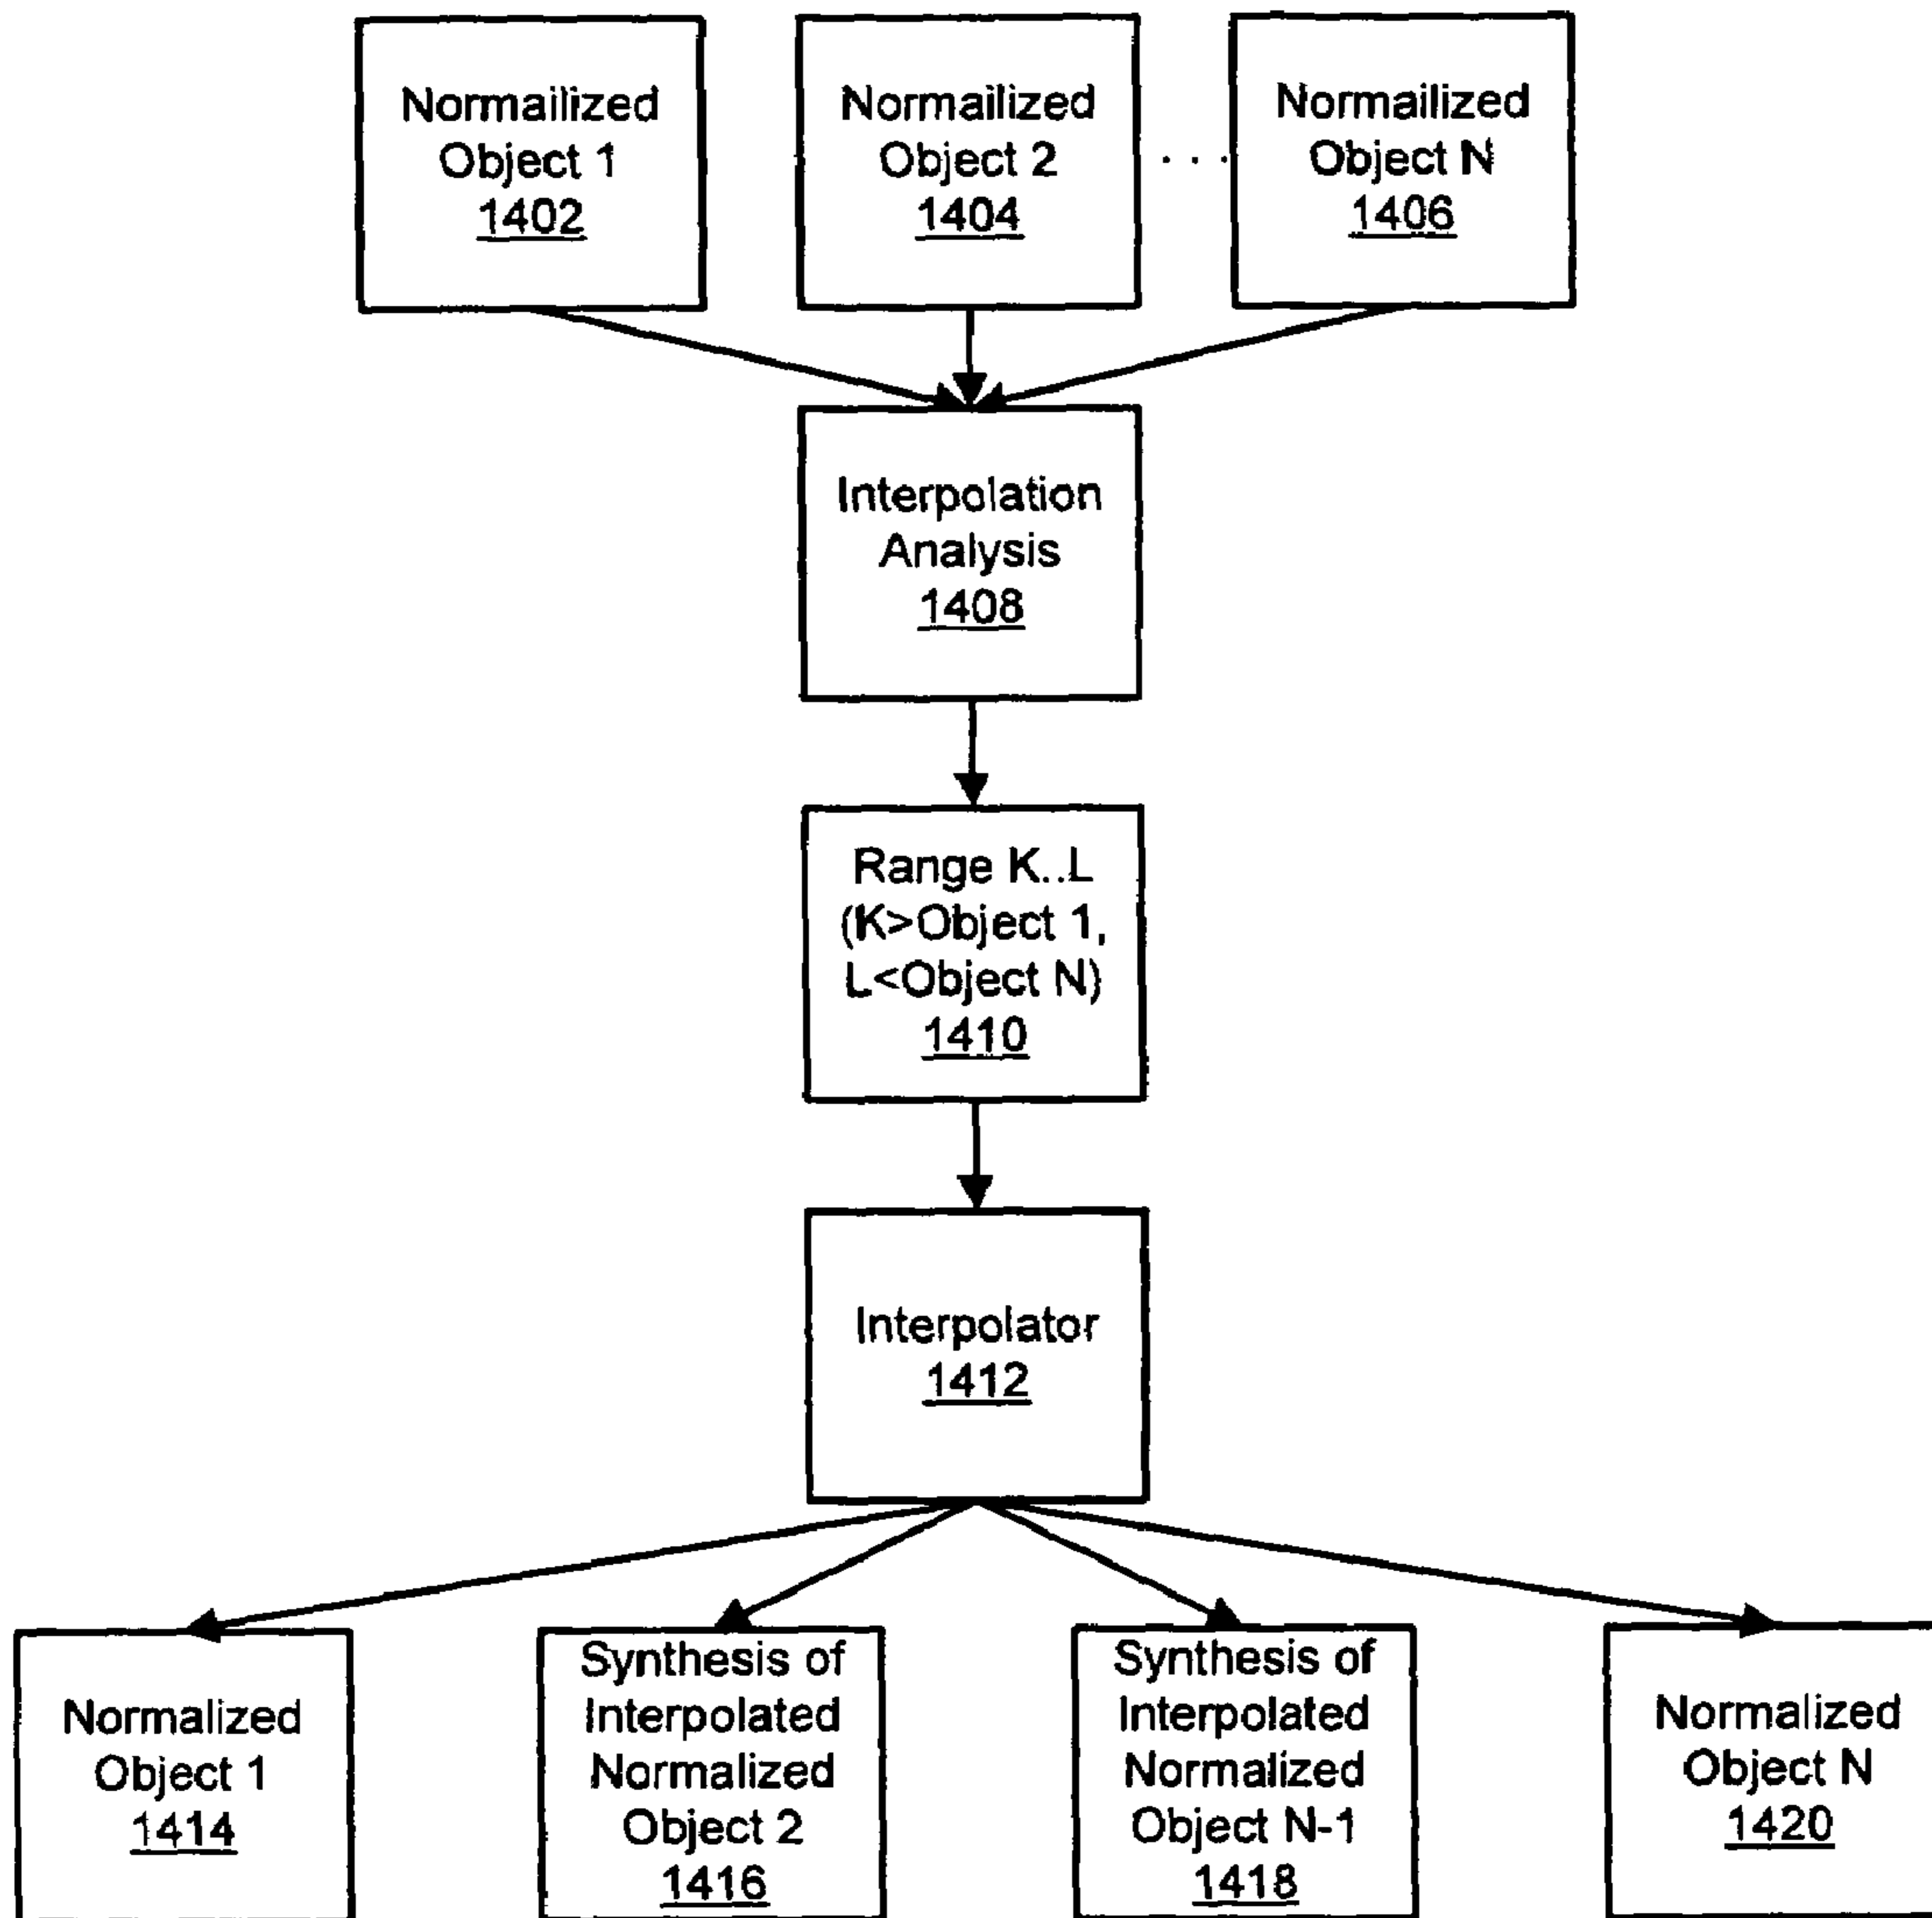 Normailized
Object 1
1402
Normailized
Object 2
1404
. . .
Normailized
Object N
1406
Interpolation
Analysis
1408
Range K..L
(K>Object 1,
L<Object N)
1410
Interpolator
1412
Normalized
Object 1
1414
Synthesis of
Interpolated
Normalized
Object 2
1416
Synthesis of
Interpolated
Normalized
Object N-1
1418
Normalized
Object N
1420